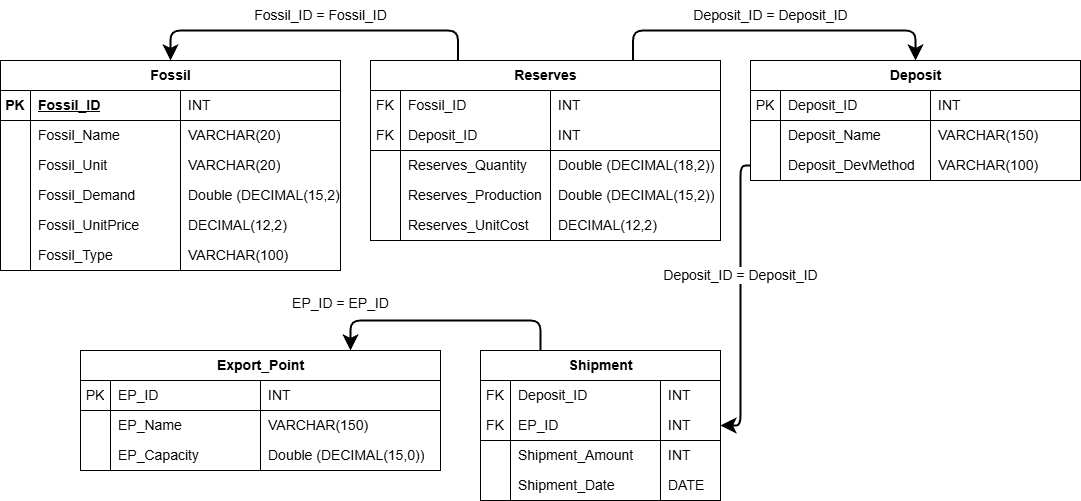 Fossil_ID = Fossil_ID
Deposit_ID = Deposit_ID
Fossil
PK Fossil_ID INT
Fossil_Name VARCHAR(20)
Fossil_Unit VARCHAR(20)
Fossil_Demand Double (DECIMAL(15,2)
Fossil_UnitPrice DECIMAL(12,2)
Fossil_Type VARCHAR(100)
Reserves
FK Fossil_ID INT
FK Deposit_ID INT
Reserves_Quantity Double (DECIMAL(18,2))
Reserves_Production Double (DECIMAL(15,2))
Reserves_UnitCost DECIMAL(12,2)
Deposit
PK Deposit_ID INT
Deposit_Name VARCHAR(150)
Deposit_DevMethod VARCHAR(100)
Deposit_ID = Deposit_ID
EP_ID = EP_ID
Export_Point
PK EP_ID INT
EP_Name VARCHAR(150)
EP_Capacity Double (DECIMAL(15,0))
Shipment
FK Deposit_ID INT
FK EP_ID INT
Shipment_Amount INT
Shipment_Date DATE